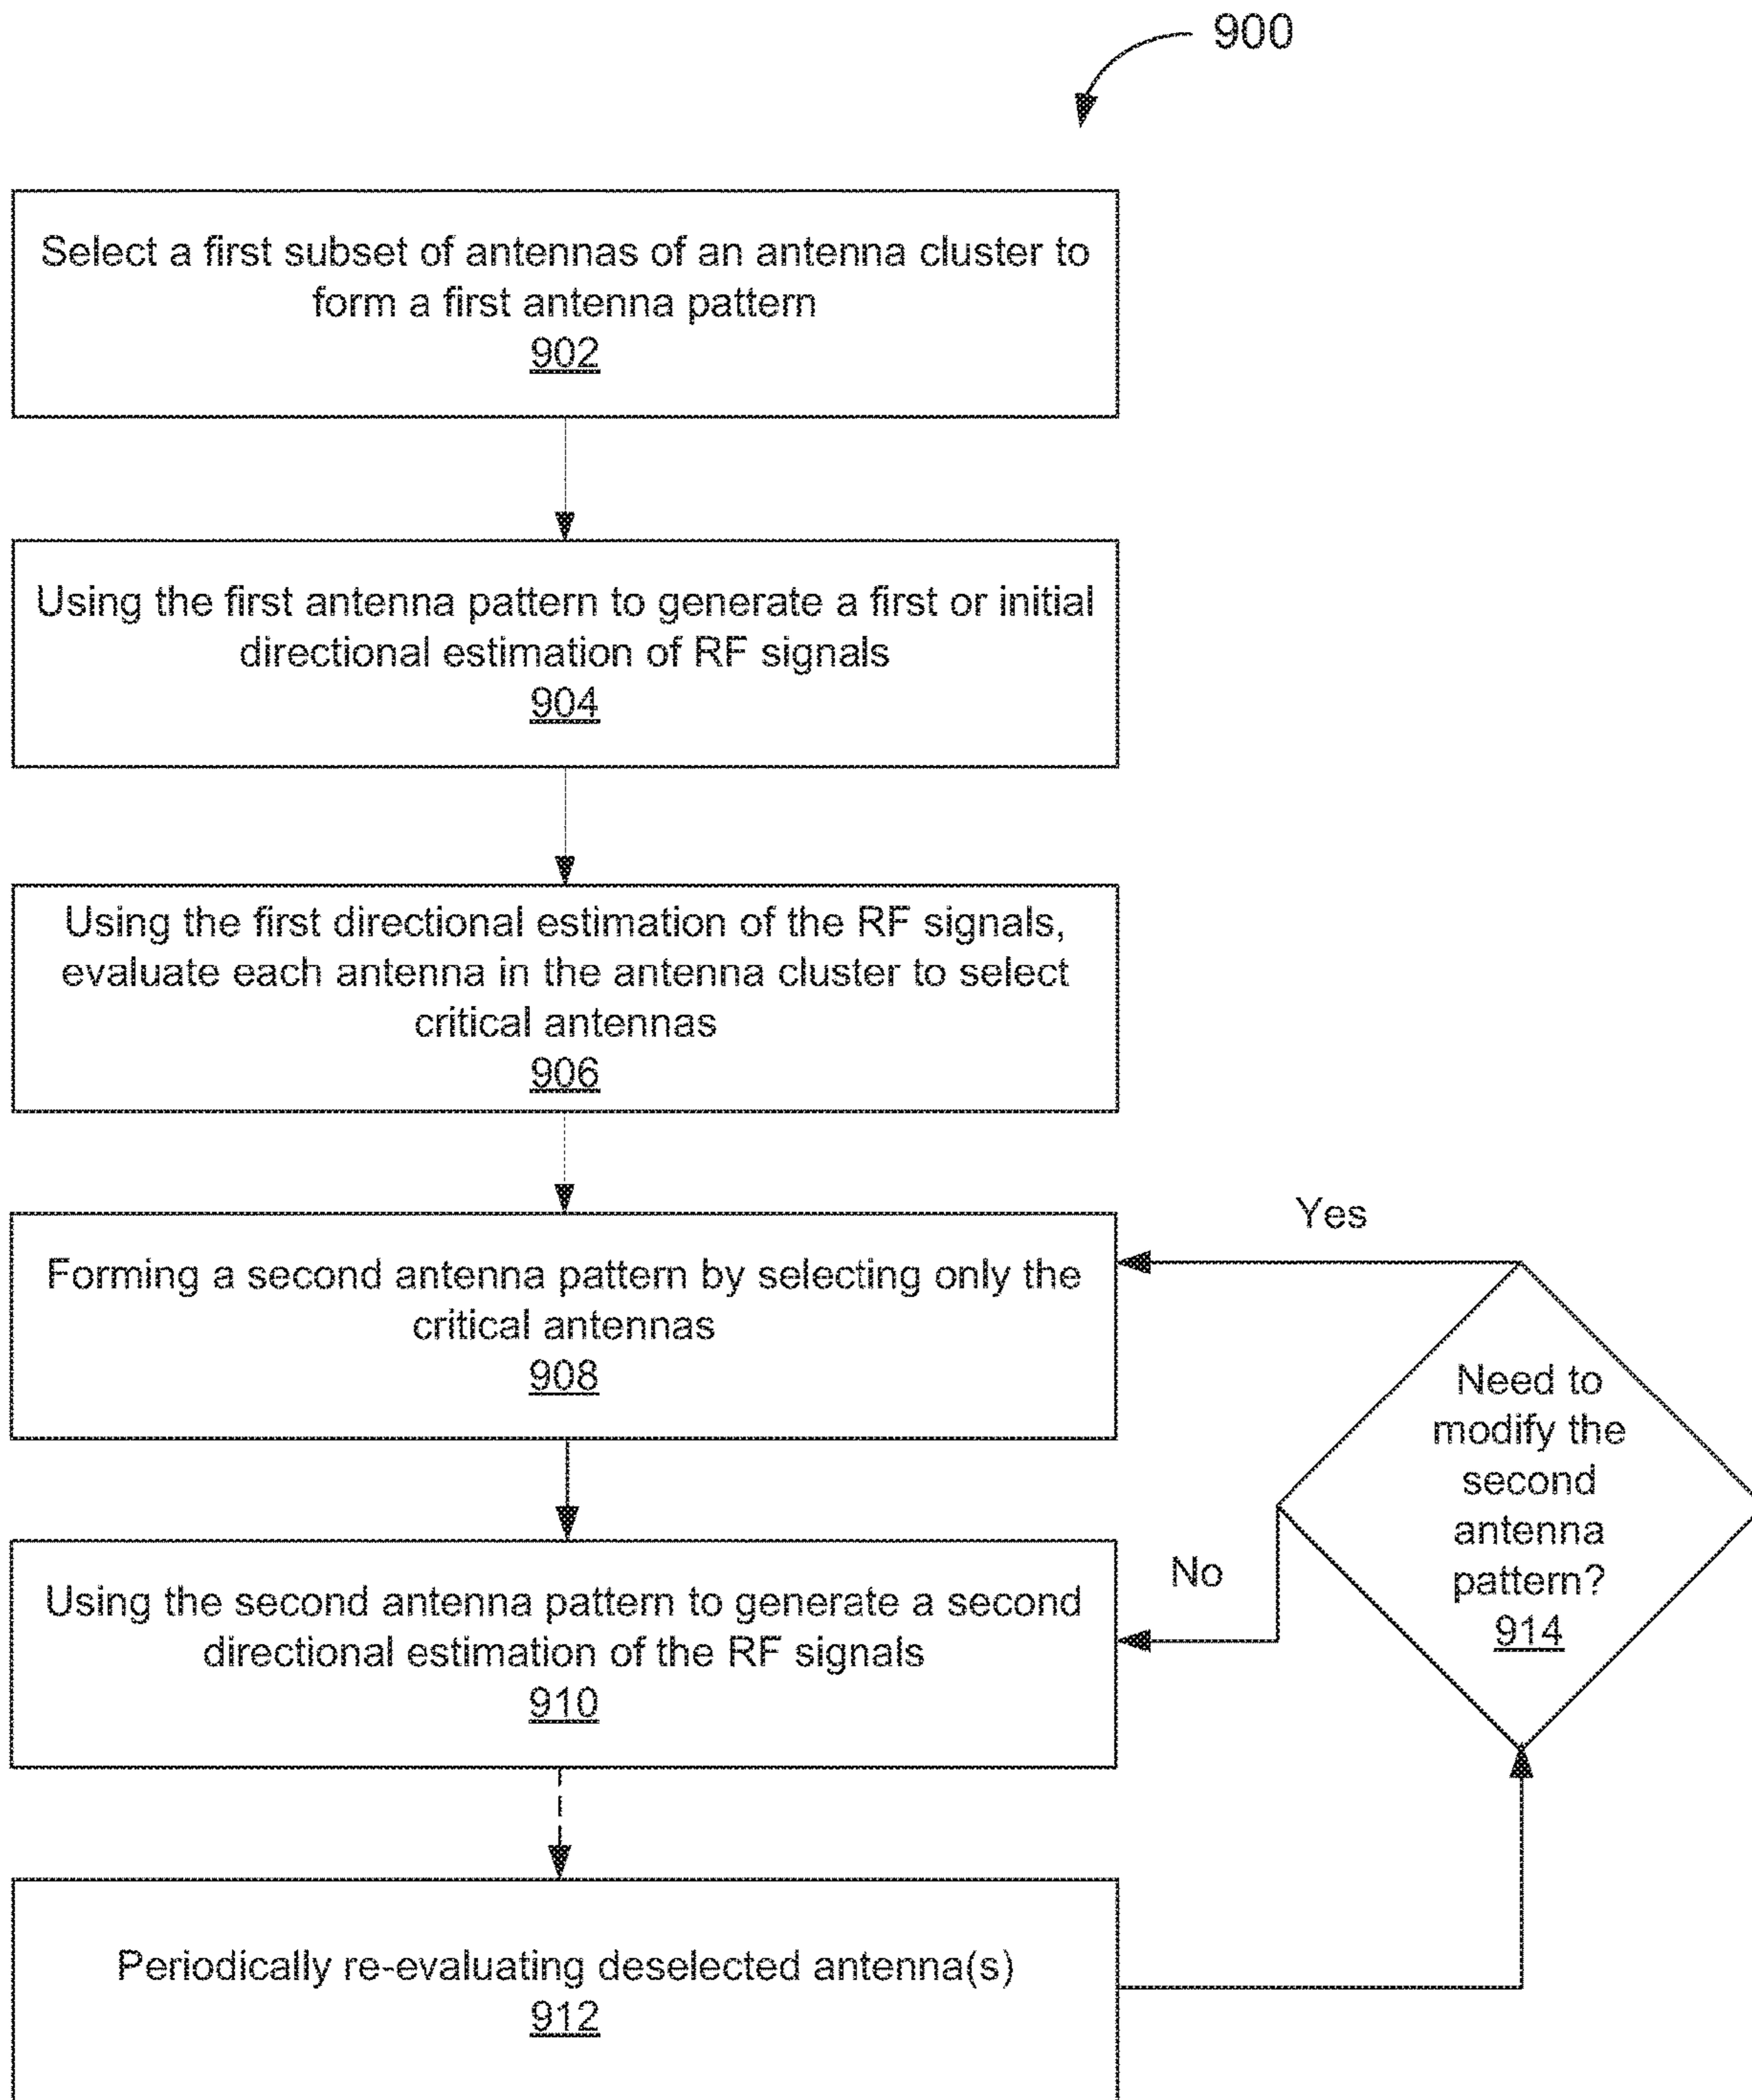 900
Select a first subset of antennas of an antenna cluster to
form a first antenna pattern
902
Using the first antenna pattern to generate a first or initial
directional estimation of RF signals
904
Using the first directional estimation of the RF signals,
evaluate each antenna in the antenna cluster to select
critical antennas
906
Forming a second antenna pattern by selecting only the
critical antennas
908
Yes
Need to
modify the
second
antenna
pattern?
914
No
Using the second antenna pattern to generate a second
directional estimation of the RF signals
910
Periodically re-evaluating deselected antenna(s)
912